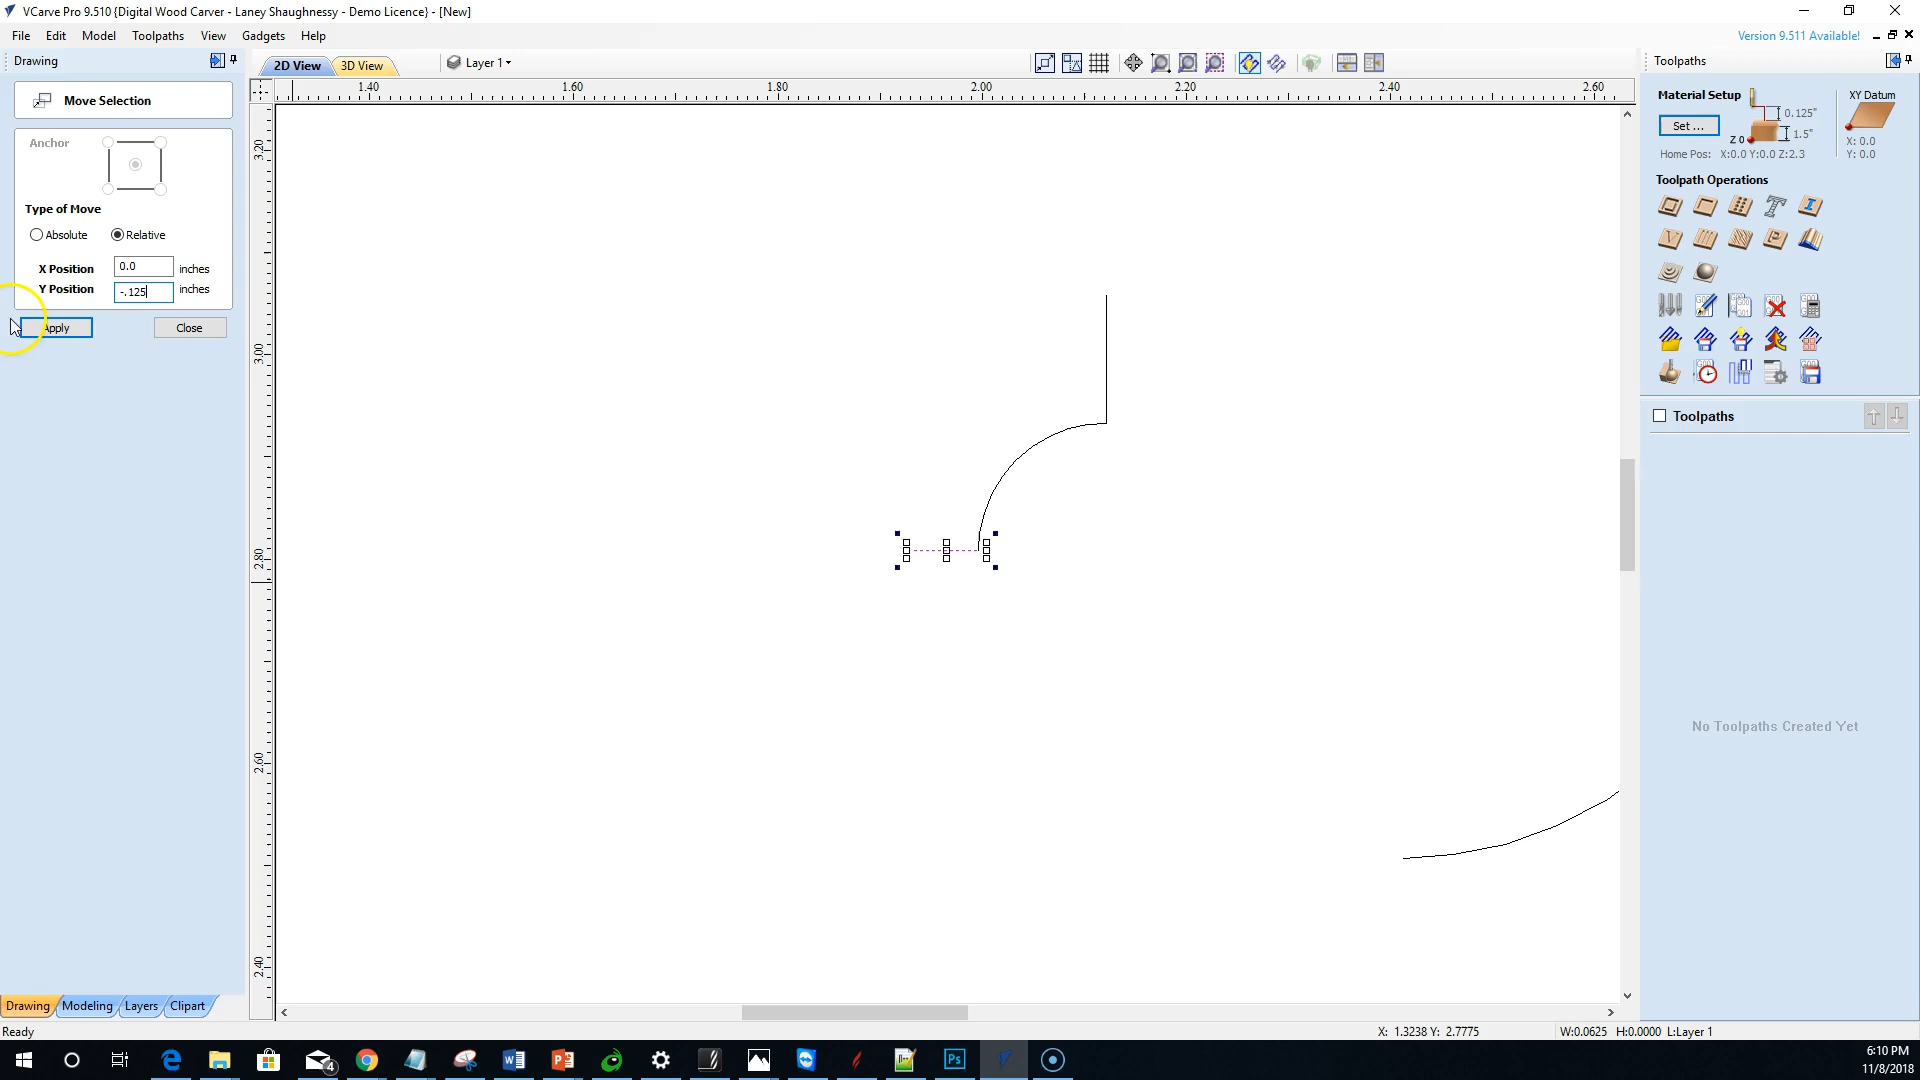 VCarve Pro 9.510 {Digital Wood Carver - Laney Shaughnessy - Demo Licence} - [New]
File Edit Model Toolpaths View Gadgets Help
Version 9.511 Available!
Drawing
2D View 3D View Layer 1
Toolpaths
1.40 1.60 1.80 2.00 2.20 2.40 2.60
3.20
3.00
2.80
2.60
2.40
Move Selection
Anchor
Type of Move
Absolute Relative
X Position 0.0 inches
Y Position -.125 inches
Apply Close
Material Setup
Set ...
0.125"
1.5"
Z 0
XY Datum
X: 0.0
Y: 0.0
Home Pos: X:0.0 Y:0.0 Z:2.3
Toolpath Operations
Toolpaths
No Toolpaths Created Yet
Drawing Modeling Layers Clipart
Ready
X: 1.3238 Y: 2.7775
W:0.0625 H:0.0000 L:Layer 1
4
Ps
6:10 PM
11/8/2018